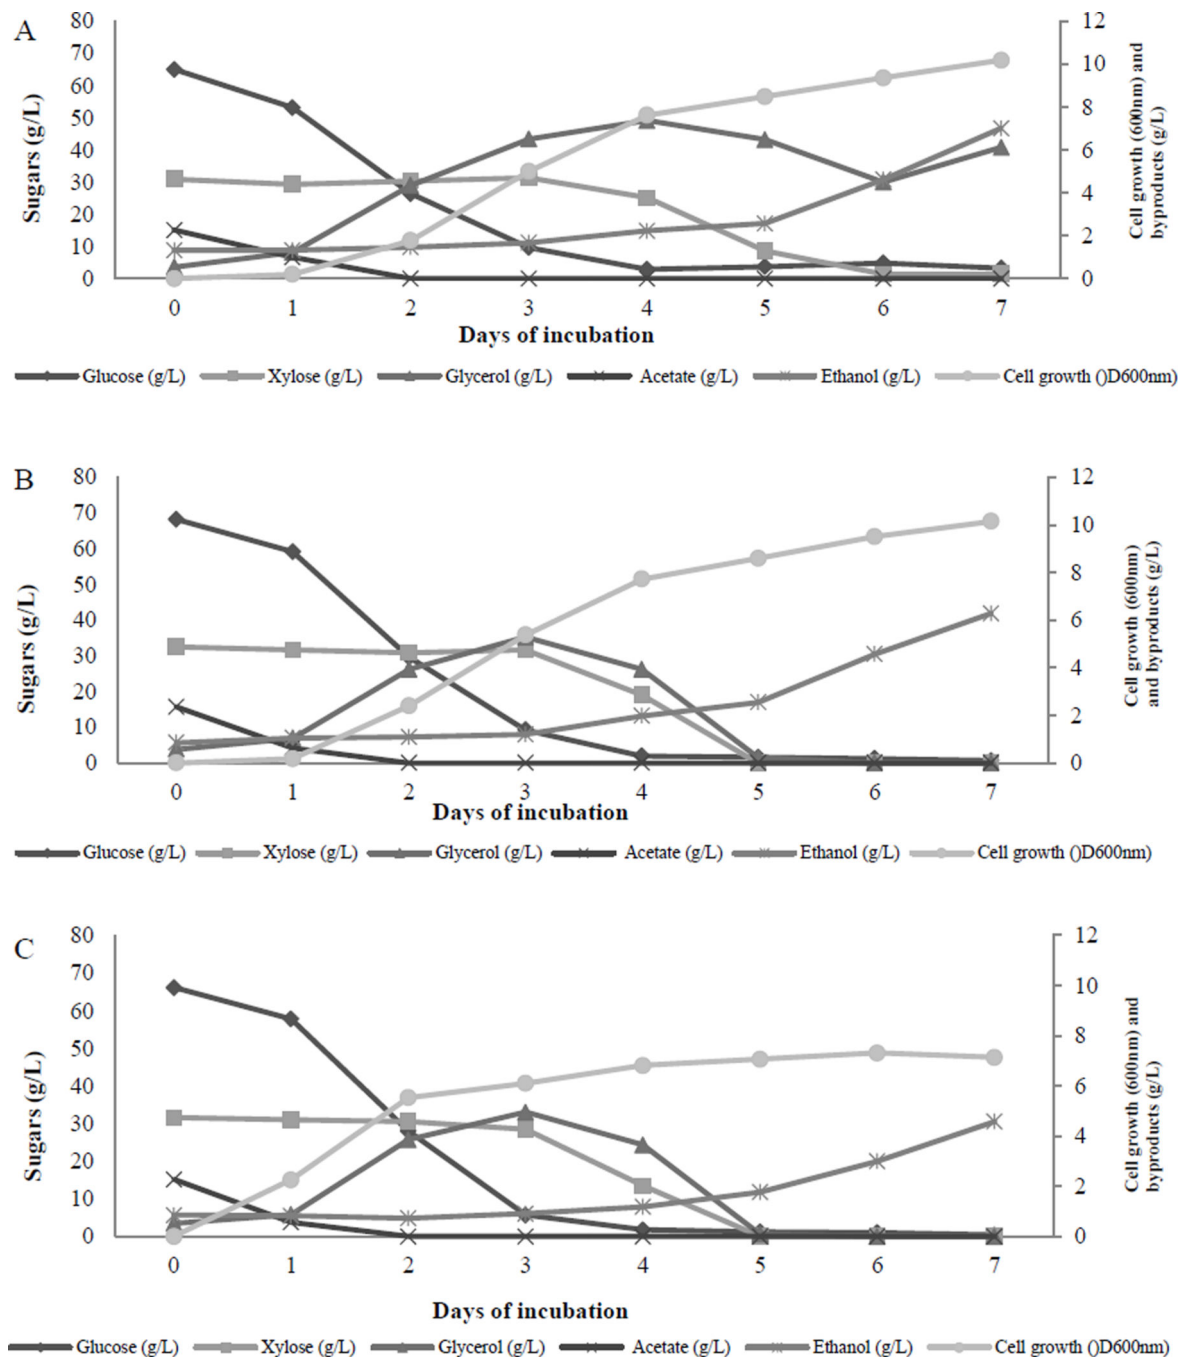 A
80
70
60
50
40
30
20
10
0
Sugars (g/L)
12
10
8
6
4
2
0
Cell growth (600nm) and
byproducts (g/L)
0 1 2 3 4 5 6 7
Days of incubation
Glucose (g/L) Xylose (g/L) Glycerol (g/L) Acetate (g/L) Ethanol (g/L) Cell growth ()D600nm)
B
80
70
60
50
40
30
20
10
0
Sugars (g/L)
12
10
8
6
4
2
0
Cell growth (600nm)
and byproducts (g/L)
0 1 2 3 4 5 6 7
Days of incubation
Glucose (g/L) Xylose (g/L) Glycerol (g/L) Acetate (g/L) Ethanol (g/L) Cell growth ()D600nm)
C
80
70
60
50
40
30
20
10
0
Sugars (g/L)
12
10
8
6
4
2
0
Cell growth (600nm) and
byproducts (g/L)
0 1 2 3 4 5 6 7
Days of incubation
Glucose (g/L) Xylose (g/L) Glycerol (g/L) Acetate (g/L) Ethanol (g/L) Cell growth ()D600nm)